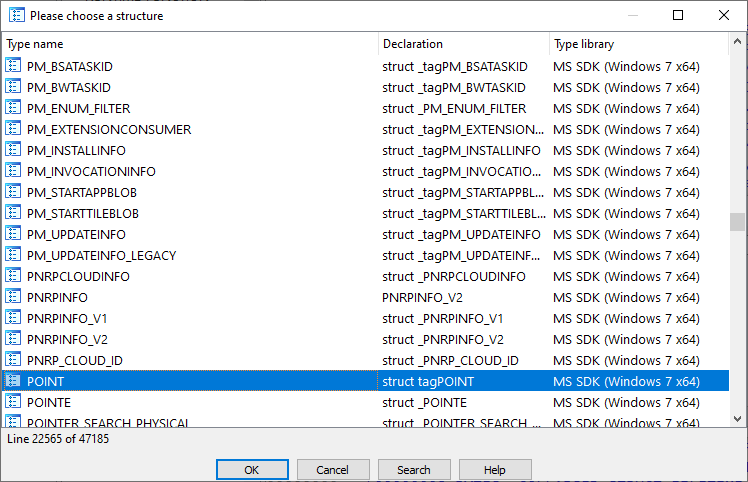 Please choose a structure
Type name Declaration Type library
PM_BSATASKID struct _tagPM_BSATASKID MS SDK (Windows 7 x64)
PM_BWTASKID struct _tagPM_BWTASKID MS SDK (Windows 7 x64)
PM_ENUM_FILTER struct _PM_ENUM_FILTER MS SDK (Windows 7 x64)
PM_EXTENSIONCONSUMER struct _tagPM_EXTENSION... MS SDK (Windows 7 x64)
PM_INSTALLINFO struct _tagPM_INSTALLINFO MS SDK (Windows 7 x64)
PM_INVOCATIONINFO struct _tagPM_INVOCATIO... MS SDK (Windows 7 x64)
PM_STARTAPPBLOB struct _tagPM_STARTAPPBL... MS SDK (Windows 7 x64)
PM_STARTTILEBLOB struct _tagPM_STARTTILEBL... MS SDK (Windows 7 x64)
PM_UPDATEINFO struct _tagPM_UPDATEINFO MS SDK (Windows 7 x64)
PM_UPDATEINFO_LEGACY struct _tagPM_UPDATEINF... MS SDK (Windows 7 x64)
PNRPCLOUDINFO struct _PNRPCLOUDINFO MS SDK (Windows 7 x64)
PNRPINFO PNRPINFO_V2 MS SDK (Windows 7 x64)
PNRPINFO_V1 struct _PNRPINFO_V1 MS SDK (Windows 7 x64)
PNRPINFO_V2 struct _PNRPINFO_V2 MS SDK (Windows 7 x64)
PNRP_CLOUD_ID struct _PNRP_CLOUD_ID MS SDK (Windows 7 x64)
POINT struct tagPOINT MS SDK (Windows 7 x64)
POINTE struct _POINTE MS SDK (Windows 7 x64)
POINTER_SEARCH_PHYSICAL struct _POINTER_SEARCH_... MS SDK (Windows 7 x64)
Line 22565 of 47185
OK Cancel Search Help